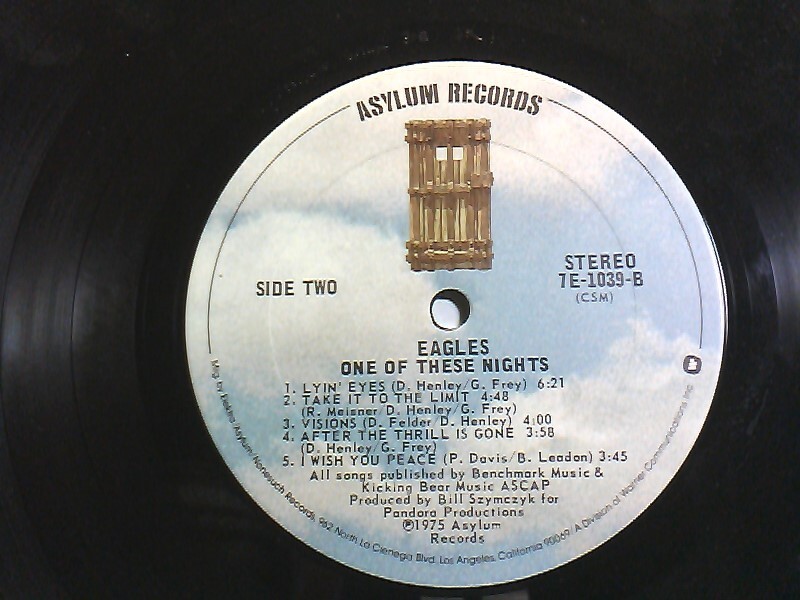 ASYLUM RECORDS
SIDE TWO
STEREO
7E-1039-B
(CSM)
EAGLES
ONE OF THESE NIGHTS
1. LYIN' EYES (D. Henley/G. Frey) 6:21
2. TAKE IT TO THE LIMIT 4:48
(R. Meisner/D. Henley/G. Frey)
3. VISIONS (D. Felder/D. Henley) 4:00
4. AFTER THE THRILL IS GONE 3:58
(D. Henley/G. Frey)
5. I WISH YOU PEACE (P. Davis/B. Leadon) 3:45
All songs published by Benchmark Music &
Kicking Bear Music ASCAP
Produced by Bill Szymczyk for
Pandora Productions
℗1975 Asylum
Records
Mfg. by Elektra/Asylum/Nonesuch Records, 962 North La Cienega Blvd. Los Angeles, California 90069/A Division of Warner Communications Inc.